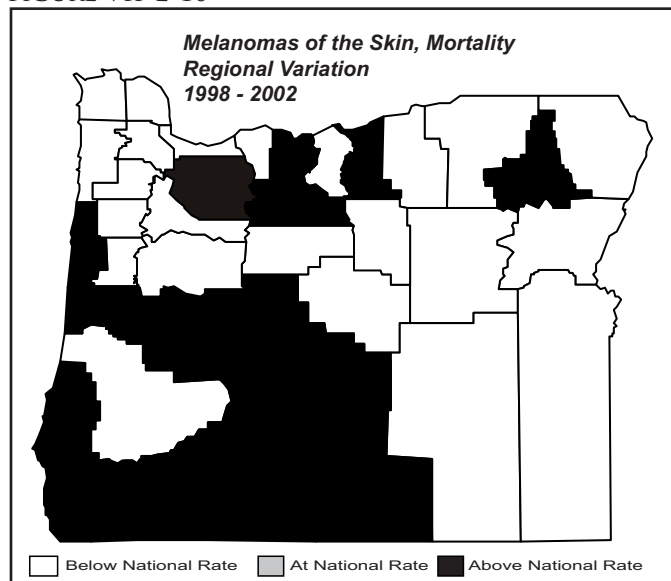 Melanomas of the Skin, Mortality
Regional Variation
1998 - 2002
Below National Rate At National Rate Above National Rate